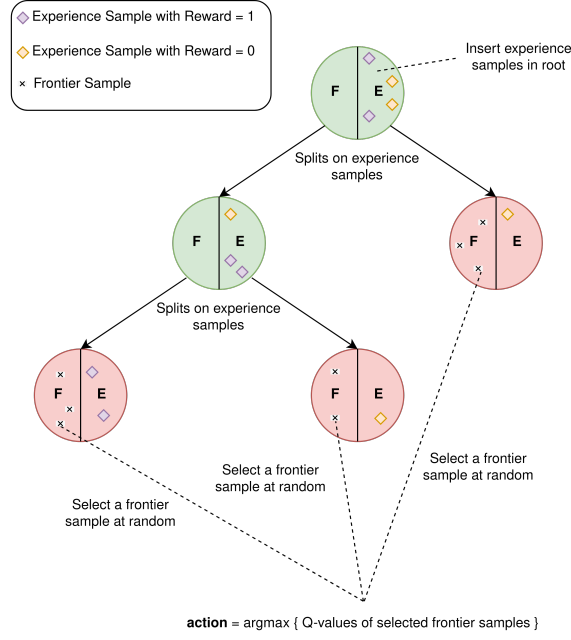 Experience Sample with Reward = 1
Experience Sample with Reward = 0
Frontier Sample
Insert experience
samples in root
F E
Splits on experience
samples
F E
F E
Splits on experience
samples
F E
F E
Select a frontier
sample at random
Select a frontier
sample at random
Select a frontier
sample at random
action = argmax { Q-values of selected frontier samples }